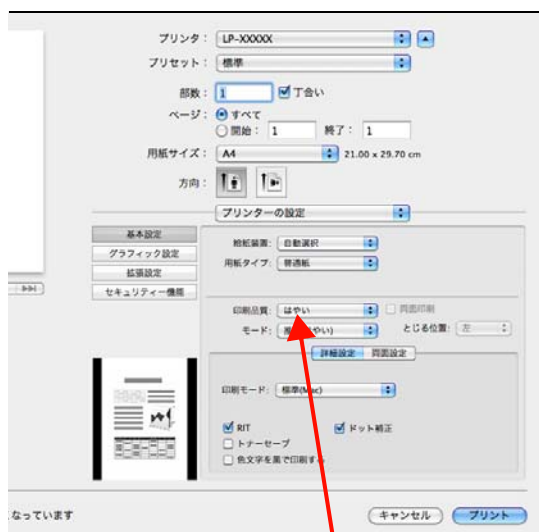 プリンタ： LP-XXXXX
プリセット： 標準
部数： 1 丁合い
ページ： すべて
開始： 1 終了： 1
用紙サイズ： A4 21.00 x 29.70 cm
方向：
プリンターの設定
基本設定
グラフィック設定
拡張設定
セキュリティー機能
給紙装置： 自動選択
用紙タイプ： 普通紙
印刷品質： はやい 両面印刷
モード： はやい) とじる位置： 左
詳細設定 両面設定
印刷モード： 標準(Mac)
RIT ドット補正
トナーセーブ
色文字を黒で印刷する
くなっています キャンセル プリント